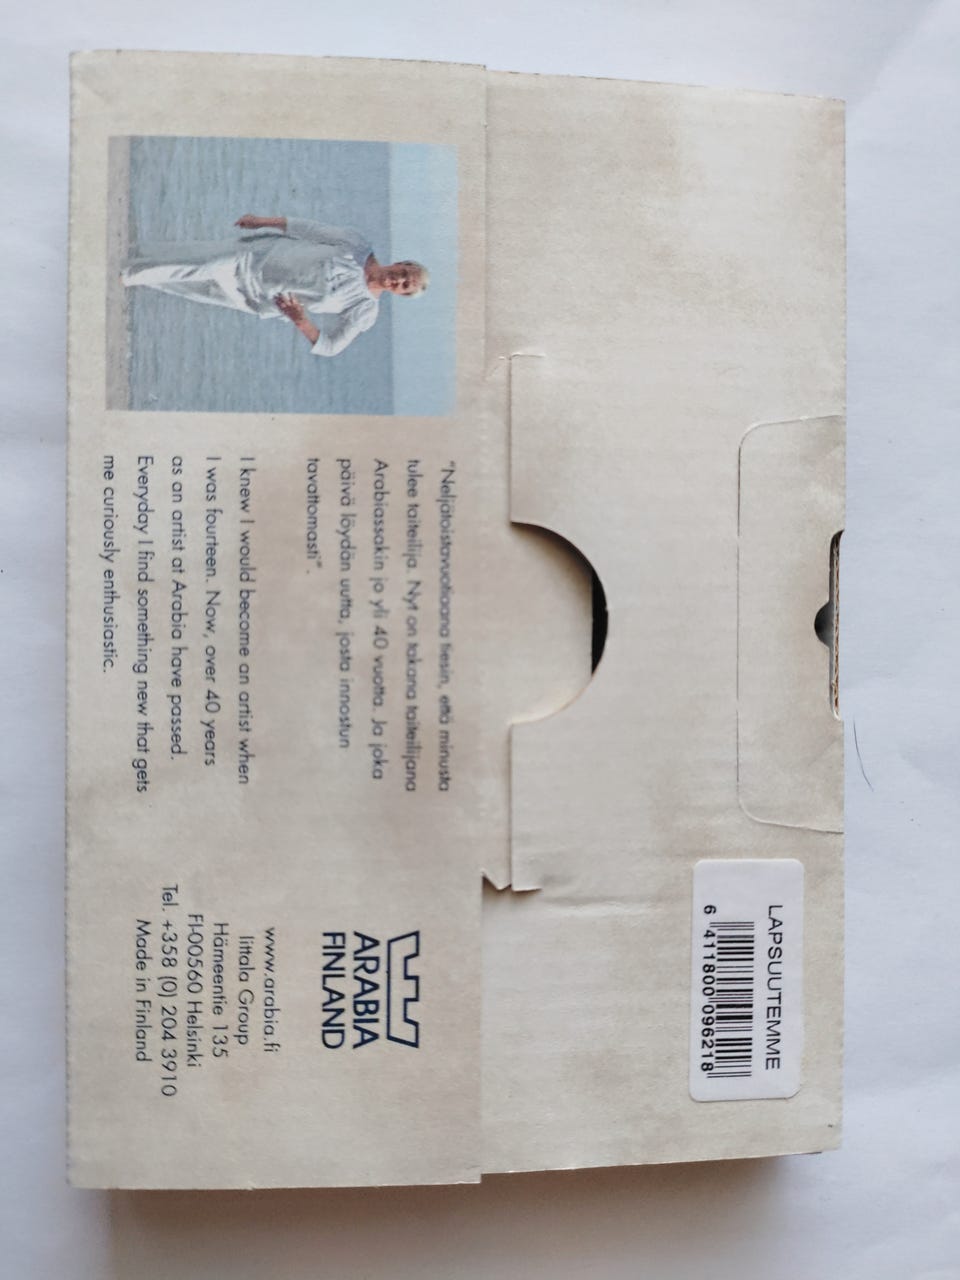 "Neljätoistavuotiaana tiesin, että minusta
tulee taiteilija. Nyt on takana taiteilijana
Arabiassakin jo yli 40 vuotta. Ja joka
päivä löydän uutta, josta innostun
tavattomasti".
I knew I would become an artist when
I was fourteen. Now, over 40 years
as an artist at Arabia have passed.
Everyday I find something new that gets
me curiously enthusiastic.
ARABIA
FINLAND
www.arabia.fi
Iittala Group
Hämeentie 135
FI-00560 Helsinki
Tel. +358 (0) 204 3910
Made in Finland
LAPSUUTEMME
6 411800 096218